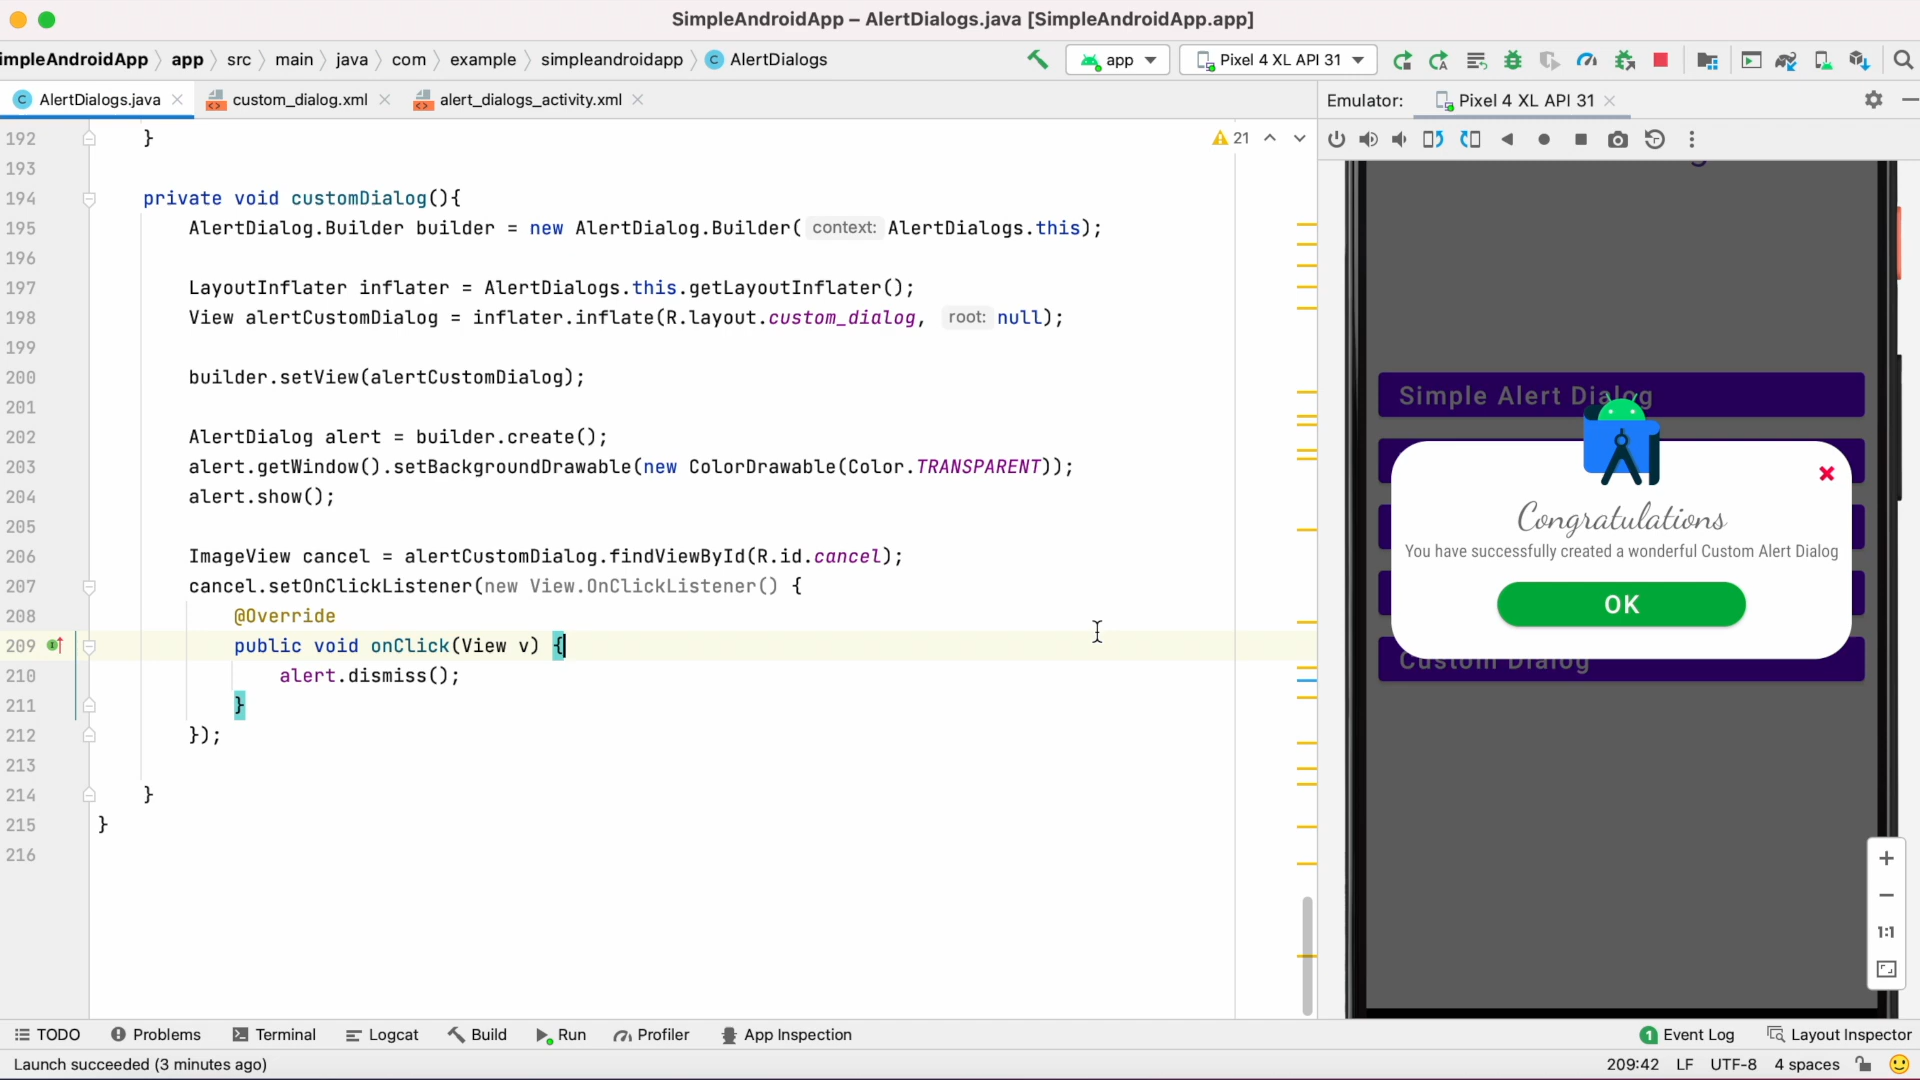 SimpleAndroidApp – AlertDialogs.java [SimpleAndroidApp.app]
impleAndroidApp app src main java com example simpleandroidapp C AlertDialogs app Pixel 4 XL API 31
C AlertDialogs.java custom_dialog.xml alert_dialogs_activity.xml Emulator: Pixel 4 XL API 31
21
192 }
193
194 private void customDialog(){
195 AlertDialog.Builder builder = new AlertDialog.Builder( context: AlertDialogs.this);
196
197 LayoutInflater inflater = AlertDialogs.this.getLayoutInflater();
198 View alertCustomDialog = inflater.inflate(R.layout.custom_dialog, root: null);
199
200 builder.setView(alertCustomDialog);
201
202 AlertDialog alert = builder.create();
203 alert.getWindow().setBackgroundDrawable(new ColorDrawable(Color.TRANSPARENT));
204 alert.show();
205
206 ImageView cancel = alertCustomDialog.findViewById(R.id.cancel);
207 cancel.setOnClickListener(new View.OnClickListener() {
208 @Override
209 public void onClick(View v) {
210 alert.dismiss();
211 }
212 });
213
214 }
215 }
216
Simple Alert Dialog
Congratulations
You have successfully created a wonderful Custom Alert Dialog
OK
Custom Dialog
1:1
TODO Problems Terminal Logcat Build Run Profiler App Inspection 1 Event Log Layout Inspector
Launch succeeded (3 minutes ago) 209:42 LF UTF-8 4 spaces